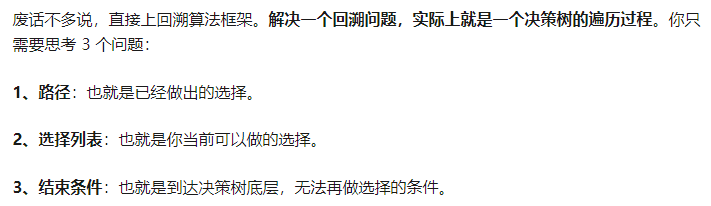 废话不多说，直接上回溯算法框架。解决一个回溯问题，实际上就是一个决策树的遍历过程。你只
需要思考 3 个问题：
1、路径：也就是已经做出的选择。
2、选择列表：也就是你当前可以做的选择。
3、结束条件：也就是到达决策树底层，无法再做选择的条件。